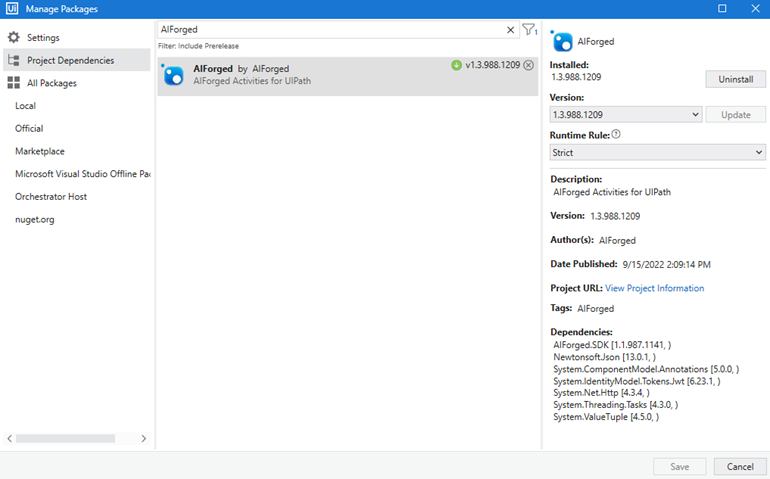 Ui Manage Packages
Settings
Project Dependencies
All Packages
Local
Official
Marketplace
Microsoft Visual Studio Offline Pac
Orchestrator Host
nuget.org
AIForged
1
Filter: Include Prerelease
AIForged by AIForged
v1.3.988.1209
AIForged Activities for UIPath
AIForged
Installed:
1.3.988.1209
Uninstall
Version:
1.3.988.1209
Update
Runtime Rule:
Strict
Description:
AIForged Activities for UIPath
Version: 1.3.988.1209
Author(s): AIForged
Date Published: 9/15/2022 2:09:14 PM
Project URL: View Project Information
Tags: AIForged
Dependencies:
AIForged.SDK [1.1.987.1141, )
Newtonsoft.Json [13.0.1, )
System.ComponentModel.Annotations [5.0.0, )
System.IdentityModel.Tokens.Jwt [6.23.1, )
System.Net.Http [4.3.4, )
System.Threading.Tasks [4.3.0, )
System.ValueTuple [4.5.0, )
Save
Cancel